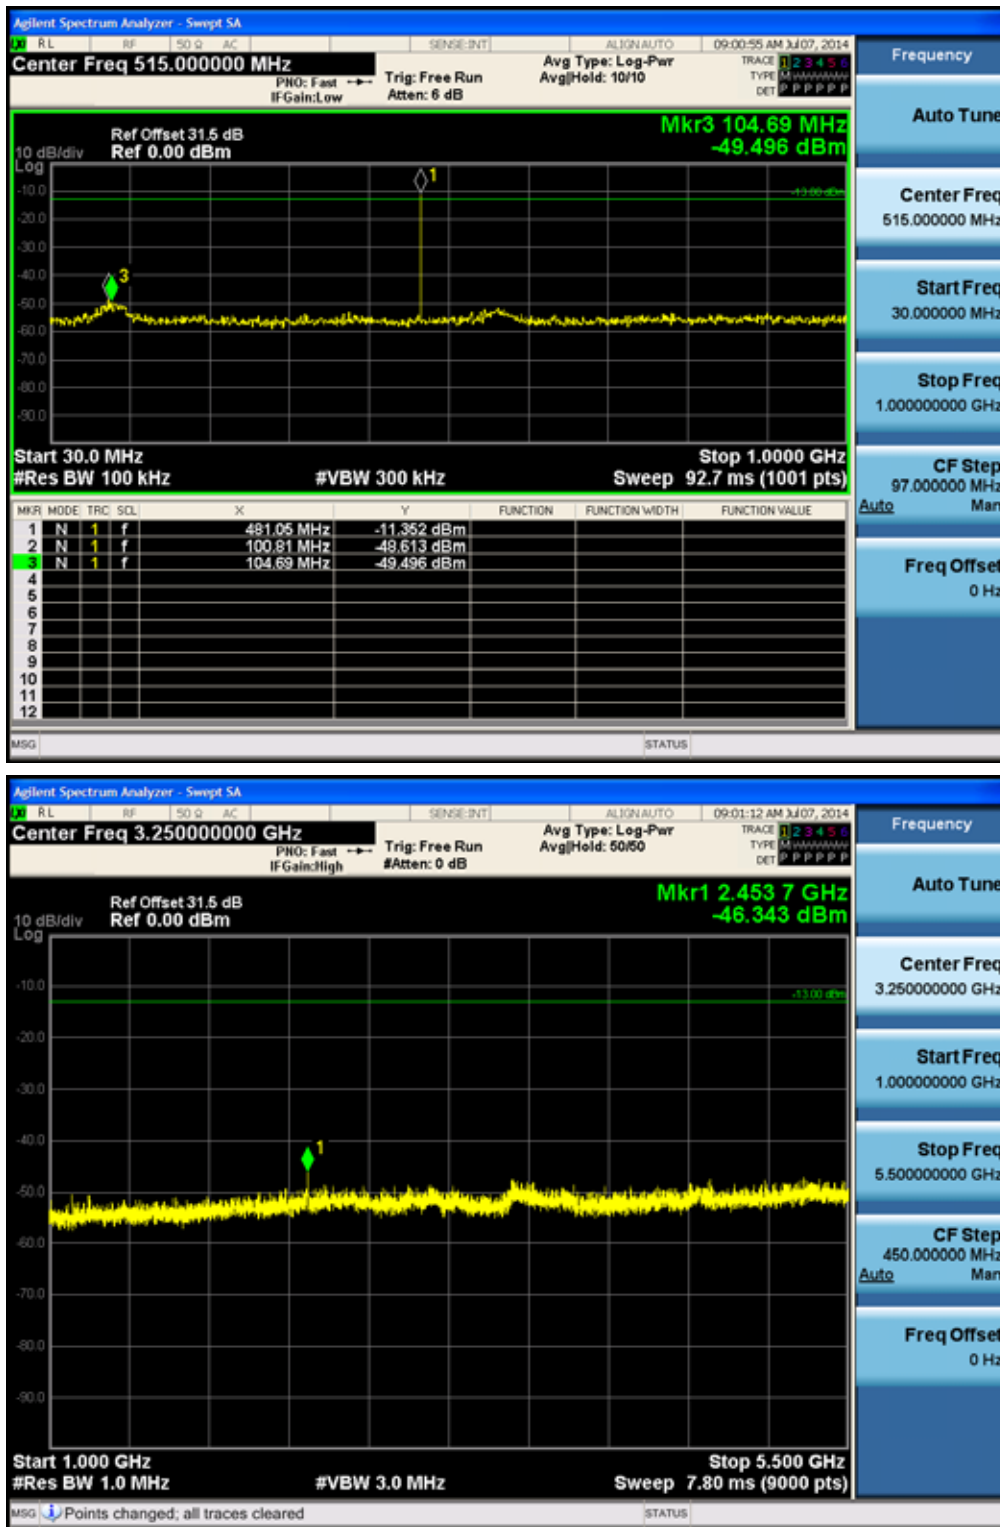 Agilent Spectrum Analyzer - Swept SA
RL RF 50 Ω AC SENSE:INT ALIGN AUTO 09:00:55 AM Jul 07, 2014
Center Freq 515.000000 MHz
PNO: Fast
IFGain:Low
Trig: Free Run
Atten: 6 dB
Avg Type: Log-Pwr
Avg|Hold: 10/10
TRACE 1 2 3 4 5 6
TYPE M
DET P P P P P P
Frequency
Auto Tune
Center Freq
515.000000 MHz
Start Freq
30.000000 MHz
Stop Freq
1.000000000 GHz
CF Step
97.000000 MHz
Auto Man
Freq Offset
0 Hz
Mkr3 104.69 MHz
-49.496 dBm
Ref Offset 31.5 dB
10 dB/div Ref 0.00 dBm
Log
1
-10.0
-13.00 dBm
-20.0
-30.0
-40.0
3
-50.0
-60.0
-70.0
-80.0
-90.0
Start 30.0 MHz Stop 1.0000 GHz
#Res BW 100 kHz #VBW 300 kHz Sweep 92.7 ms (1001 pts)
MKR MODE TRC SCL X Y FUNCTION FUNCTION WIDTH FUNCTION VALUE
1 N 1 f 481.05 MHz -11.352 dBm
2 N 1 f 100.81 MHz -48.613 dBm
3 N 1 f 104.69 MHz -49.496 dBm
4
5
6
7
8
9
10
11
12
MSG STATUS
Agilent Spectrum Analyzer - Swept SA
RL RF 50 Ω AC SENSE:INT ALIGN AUTO 09:01:12 AM Jul 07, 2014
Center Freq 3.250000000 GHz
PNO: Fast
IFGain:High
Trig: Free Run
#Atten: 0 dB
Avg Type: Log-Pwr
Avg|Hold: 50/50
TRACE 1 2 3 4 5 6
TYPE M
DET P P P P P P
Frequency
Auto Tune
Center Freq
3.250000000 GHz
Start Freq
1.000000000 GHz
Stop Freq
5.500000000 GHz
CF Step
450.000000 MHz
Auto Man
Freq Offset
0 Hz
Mkr1 2.453 7 GHz
-46.343 dBm
Ref Offset 31.5 dB
10 dB/div Ref 0.00 dBm
Log
-10.0
-13.00 dBm
-20.0
-30.0
-40.0
1
-50.0
-60.0
-70.0
-80.0
-90.0
Start 1.000 GHz Stop 5.500 GHz
#Res BW 1.0 MHz #VBW 3.0 MHz Sweep 7.80 ms (9000 pts)
MSG Points changed; all traces cleared STATUS